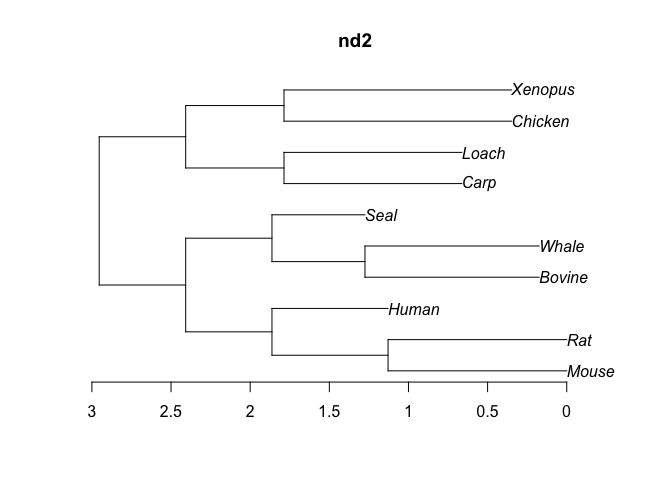 nd2
Xenopus
Chicken
Loach
Carp
Seal
Whale
Bovine
Human
Rat
Mouse
3 2.5 2 1.5 1 0.5 0